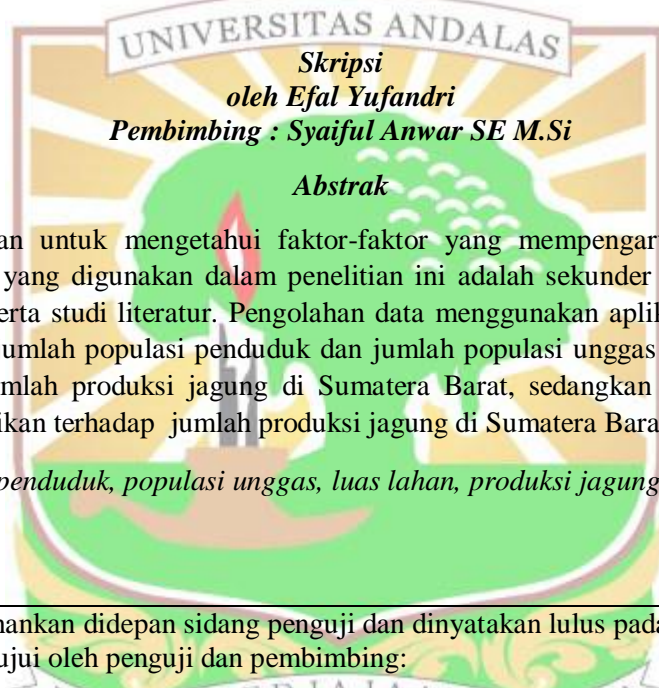 UNIVERSITAS ANDALAS
Skripsi
oleh Efal Yufandri
Pembimbing : Syaiful Anwar SE M.Si
Abstrak
an untuk mengetahui faktor-faktor yang mempengar
yang digunakan dalam penelitian ini adalah sekunder
erta studi literatur. Pengolahan data menggunakan aplik
umlah populasi penduduk dan jumlah populasi unggas
mlah produksi jagung di Sumatera Barat, sedangkan
ikan terhadap jumlah produksi jagung di Sumatera Bara
penduduk, populasi unggas, luas lahan, produksi jagung
nankan didepan sidang penguji dan dinyatakan lulus pada
ujui oleh penguji dan pembimbing: